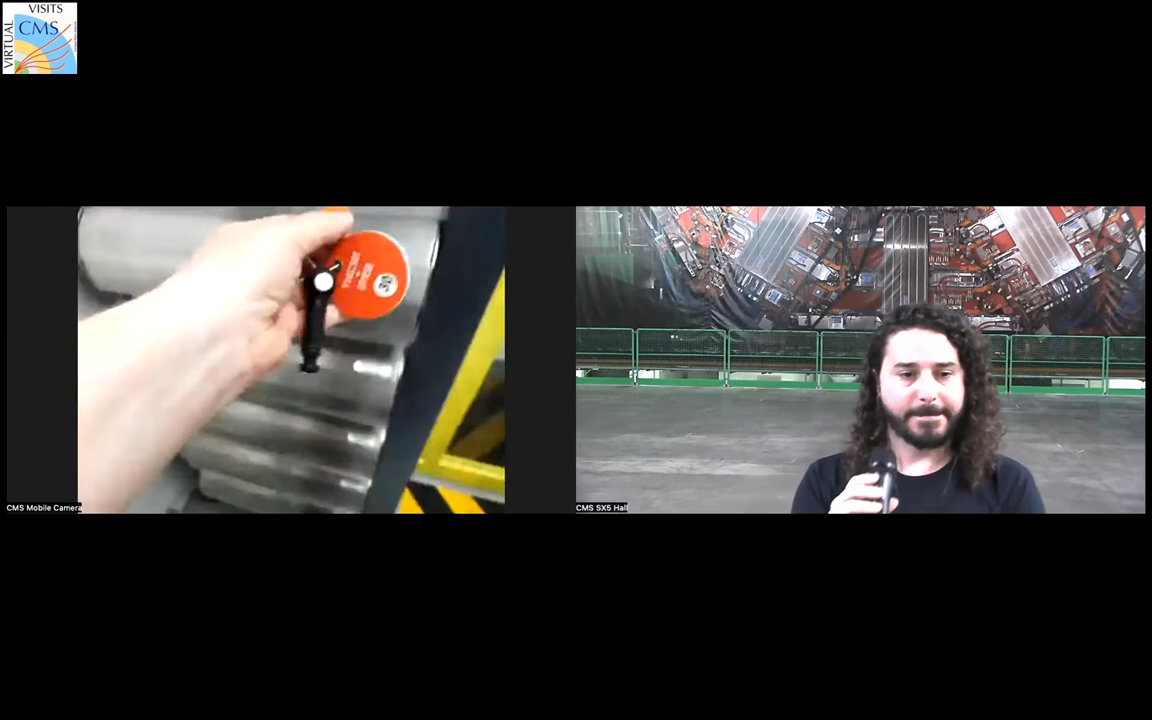 VISITS
CMS
VIRTUAL
CMS Mobile Camera
CMS SX5 Hall